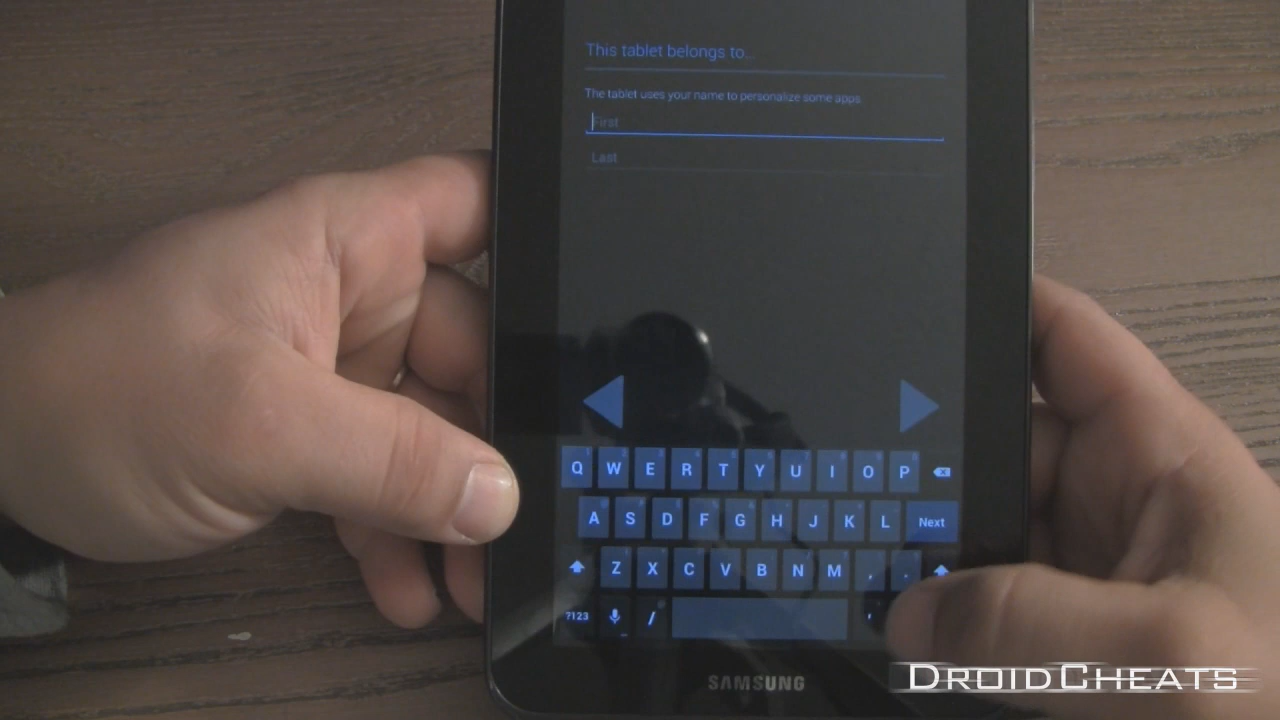 This tablet belongs to...
The tablet uses your name to personalize some apps
First
Last
Q W E R T Y U I O P
A S D F G H J K L Next
Z X C V B N M , .
?123 / '
SAMSUNG
DROIDCHEATS